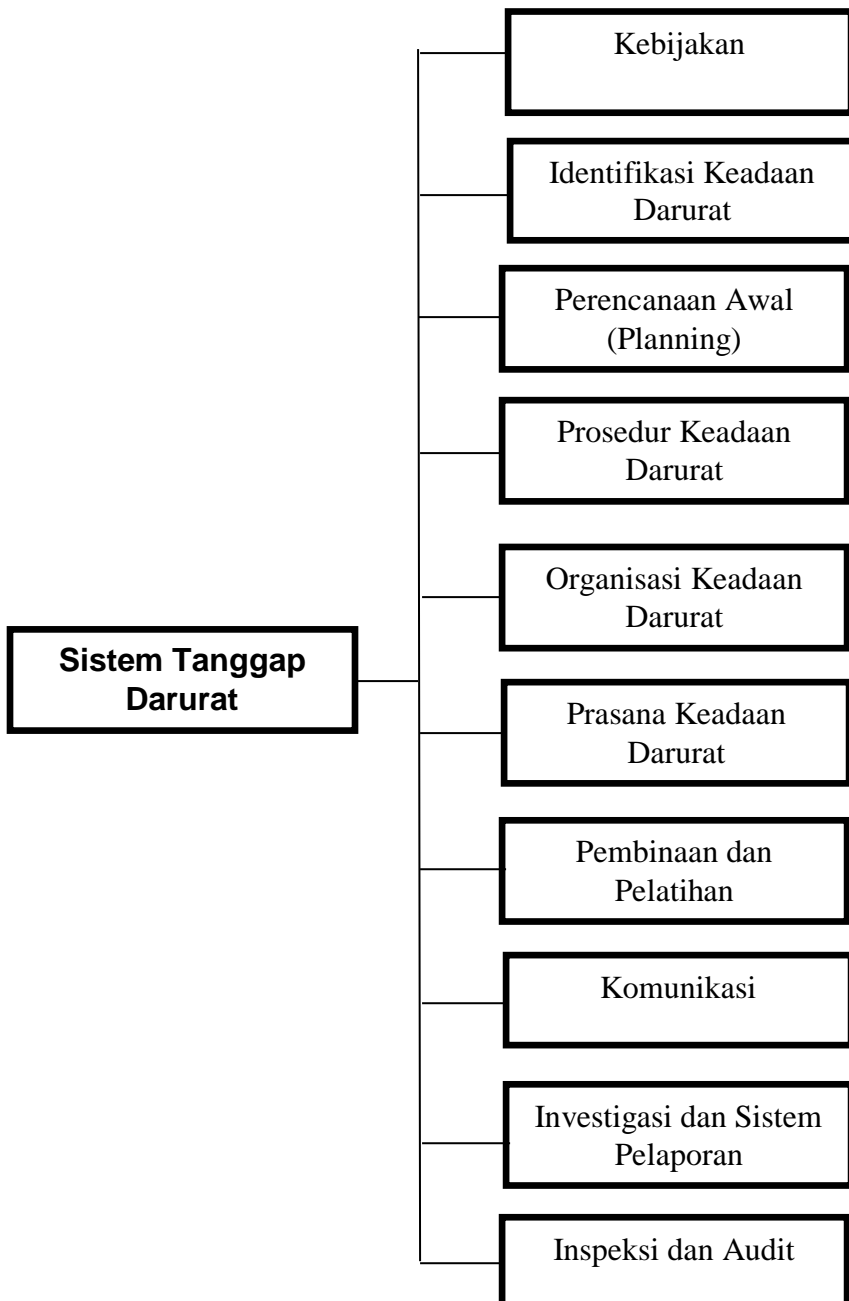 Kebijakan
Identifikasi Keadaan
Darurat
Perencanaan Awal
(Planning)
Prosedur Keadaan
Darurat
Organisasi Keadaan
Darurat
Sistem Tanggap
Darurat
Prasana Keadaan
Darurat
Pembinaan dan
Pelatihan
Komunikasi
Investigasi dan Sistem
Pelaporan
Inspeksi dan Audit